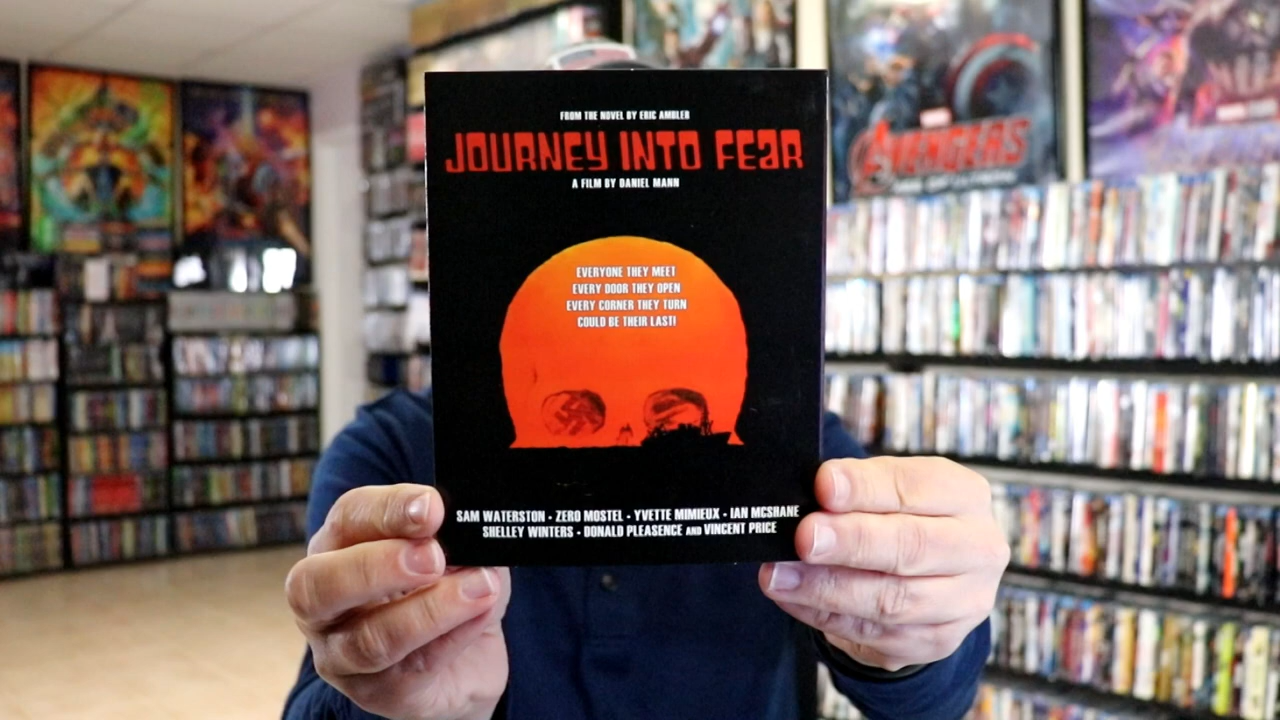 FROM THE NOVEL BY ERIC AMBLER
JOURNEY INTO FEAR
A FILM BY DANIEL MANN
EVERYONE THEY MEET
EVERY DOOR THEY OPEN
EVERY CORNER THEY TURN
COULD BE THEIR LAST!
SAM WATERSTON • ZERO MOSTEL • YVETTE MIMIEUX • IAN MCSHANE
SHELLEY WINTERS • DONALD PLEASENCE AND VINCENT PRICE
MARVEL
AVENGERS